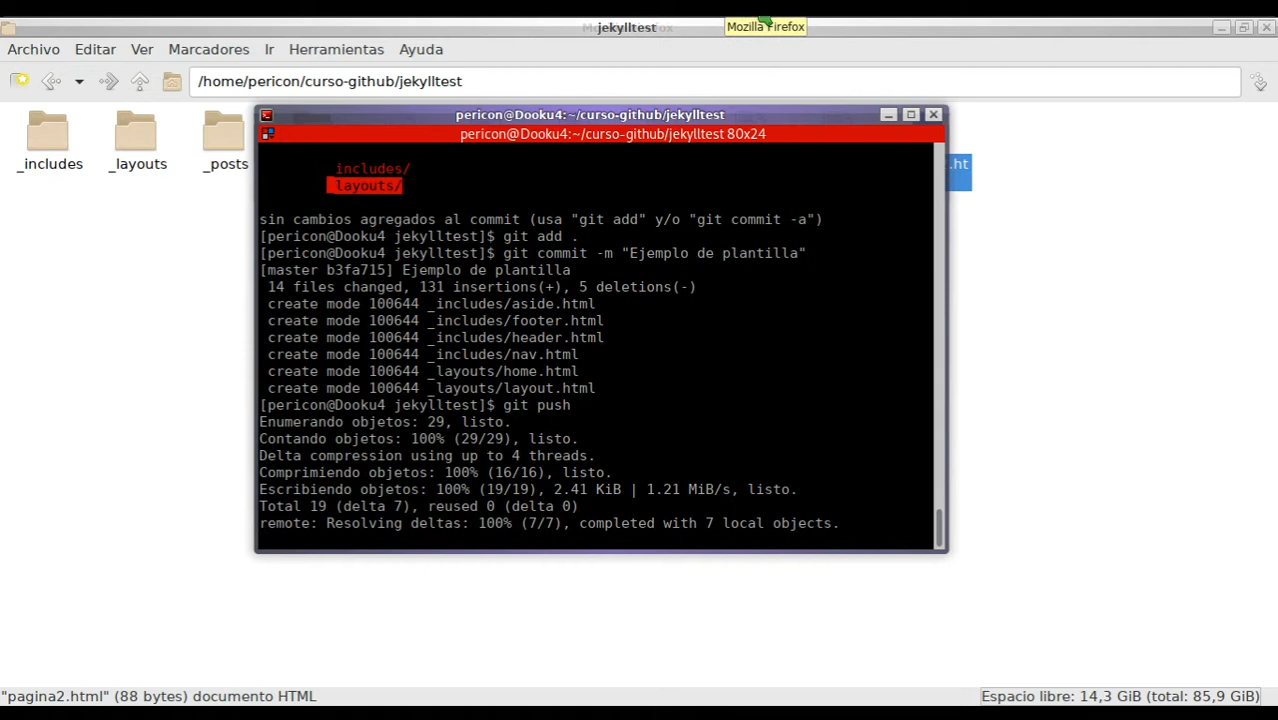 jekylltest
Mozilla Firefox
Archivo Editar Ver Marcadores Ir Herramientas Ayuda
/home/pericon/curso-github/jekylltest
_includes _layouts _posts
.ht
pericon@Dooku4:~/curso-github/jekylltest
pericon@Dooku4:~/curso-github/jekylltest 80x24
_includes/
_layouts/
sin cambios agregados al commit (usa "git add" y/o "git commit -a")
[pericon@Dooku4 jekylltest]$ git add .
[pericon@Dooku4 jekylltest]$ git commit -m "Ejemplo de plantilla"
[master b3fa715] Ejemplo de plantilla
14 files changed, 131 insertions(+), 5 deletions(-)
create mode 100644 _includes/aside.html
create mode 100644 _includes/footer.html
create mode 100644 _includes/header.html
create mode 100644 _includes/nav.html
create mode 100644 _layouts/home.html
create mode 100644 _layouts/layout.html
[pericon@Dooku4 jekylltest]$ git push
Enumerando objetos: 29, listo.
Contando objetos: 100% (29/29), listo.
Delta compression using up to 4 threads.
Comprimiendo objetos: 100% (16/16), listo.
Escribiendo objetos: 100% (19/19), 2.41 KiB | 1.21 MiB/s, listo.
Total 19 (delta 7), reused 0 (delta 0)
remote: Resolving deltas: 100% (7/7), completed with 7 local objects.
"pagina2.html" (88 bytes) documento HTML
Espacio libre: 14,3 GiB (total: 85,9 GiB)